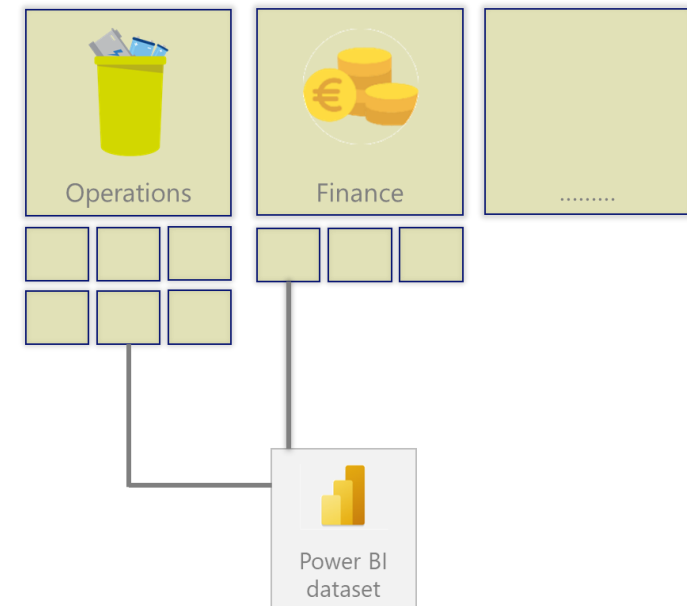 Operations
Finance
.........
Power BI
dataset